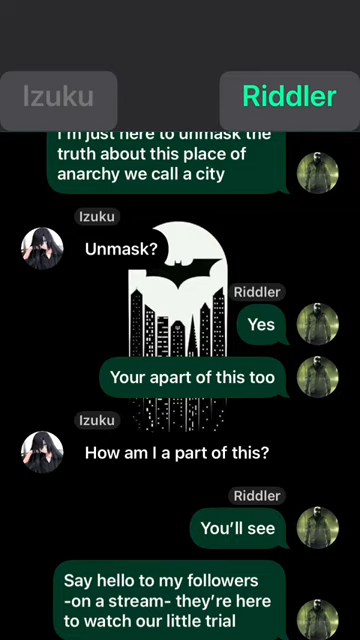 Izuku
Riddler
I'm just here to unmask the
truth about this place of
anarchy we call a city
Izuku
Unmask?
Riddler
Yes
Your apart of this too
Izuku
How am I a part of this?
Riddler
You'll see
Say hello to my followers
-on a stream- they're here
to watch our little trial